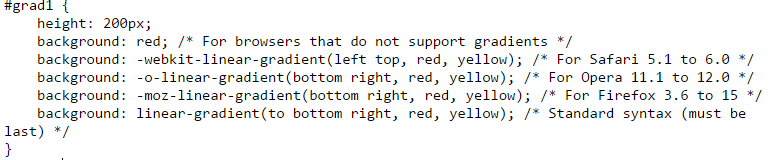 #grad1 {
    height: 200px;
    background: red; /* For browsers that do not support gradients */
    background: -webkit-linear-gradient(left top, red, yellow); /* For Safari 5.1 to 6.0 */
    background: -o-linear-gradient(bottom right, red, yellow); /* For Opera 11.1 to 12.0 */
    background: -moz-linear-gradient(bottom right, red, yellow); /* For Firefox 3.6 to 15 */
    background: linear-gradient(to bottom right, red, yellow); /* Standard syntax (must be
last) */
}